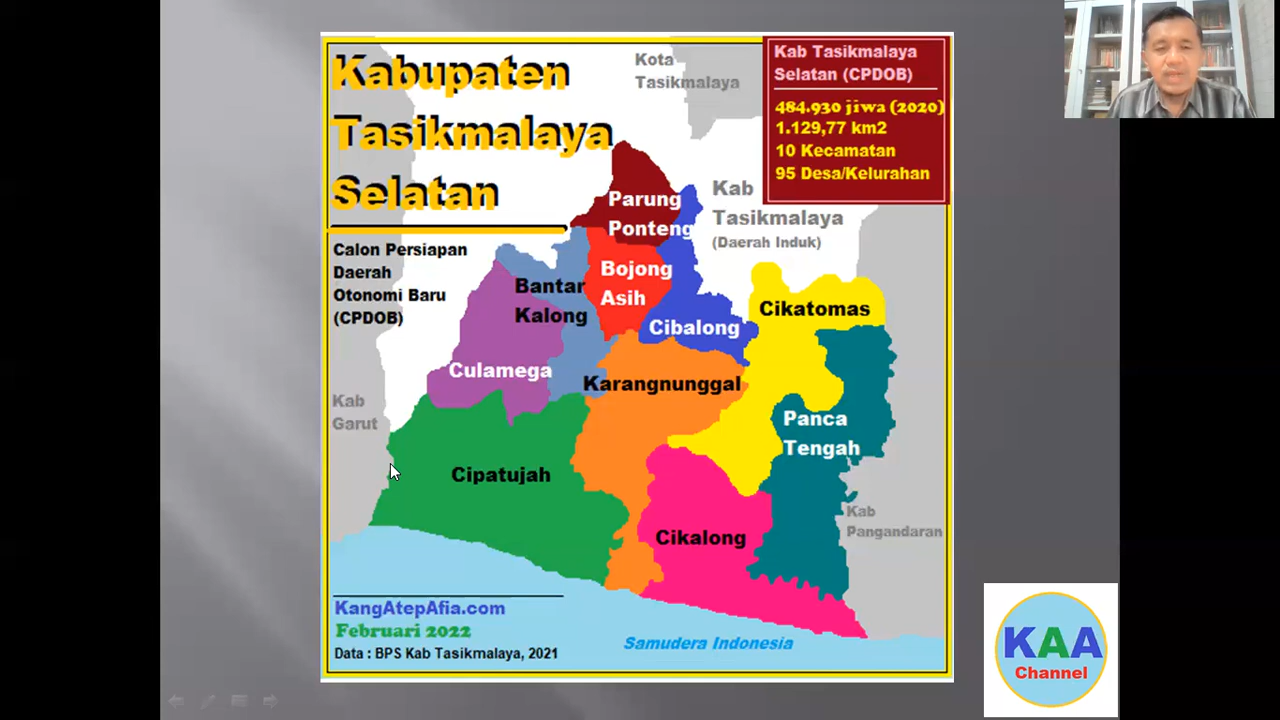 Kabupaten
Tasikmalaya
Selatan
Calon Persiapan
Daerah
Otonomi Baru
(CPDOB)
Kota
Tasikmalaya
Kab Tasikmalaya
Selatan (CPDOB)
484.930 jiwa (2020)
1.129,77 km2
10 Kecamatan
95 Desa/Kelurahan
Kab
Tasikmalaya
(Daerah Induk)
Parung
Ponteng
Bojong
Asih
Bantar
Kalong
Cibalong
Cikatomas
Culamega
Karangnunggal
Kab
Garut
Panca
Tengah
Cipatujah
Cikalong
Kab
Pangandaran
KangAtepAfia.com
Februari 2022
Data : BPS Kab Tasikmalaya, 2021
Samudera Indonesia
KAA
Channel